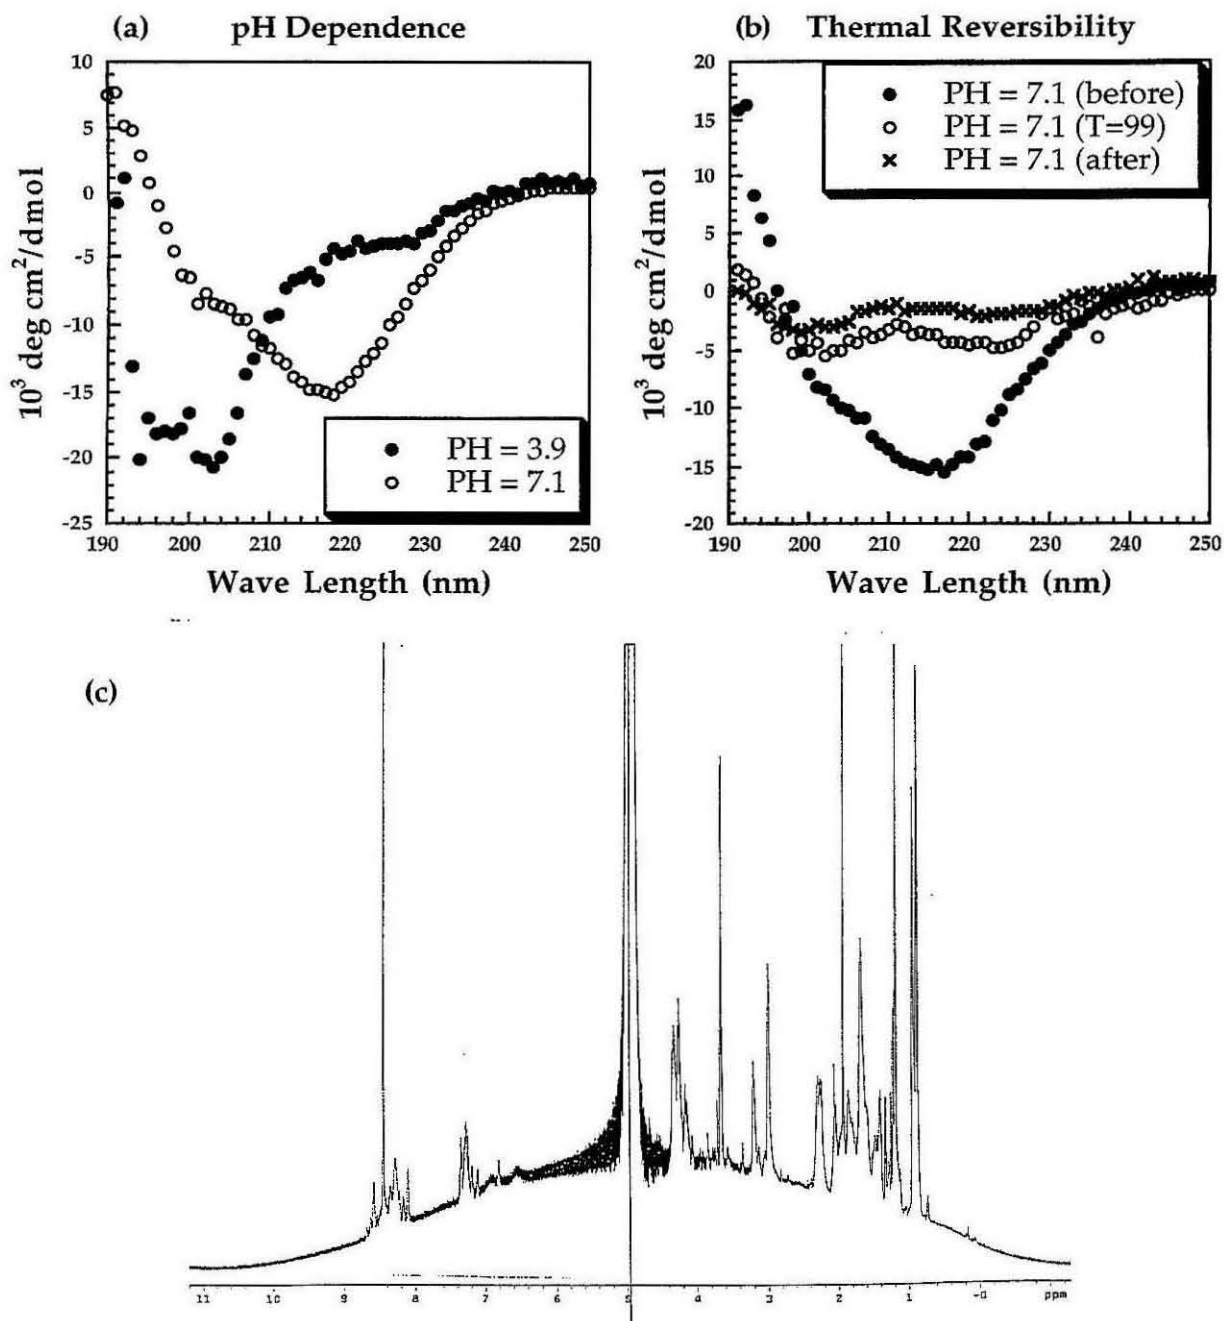 (a) pH Dependence
10
5
0
-5
-10
-15
-20
-25
10³ deg cm²/dmol
PH = 3.9
PH = 7.1
190 200 210 220 230 240 250
Wave Length (nm)
(b) Thermal Reversibility
20
15
10
5
0
-5
-10
-15
-20
10³ deg cm²/dmol
PH = 7.1 (before)
PH = 7.1 (T=99)
PH = 7.1 (after)
190 200 210 220 230 240 250
Wave Length (nm)
(c)
11 10 9 8 7 6 5 4 3 2 1 -0 ppm